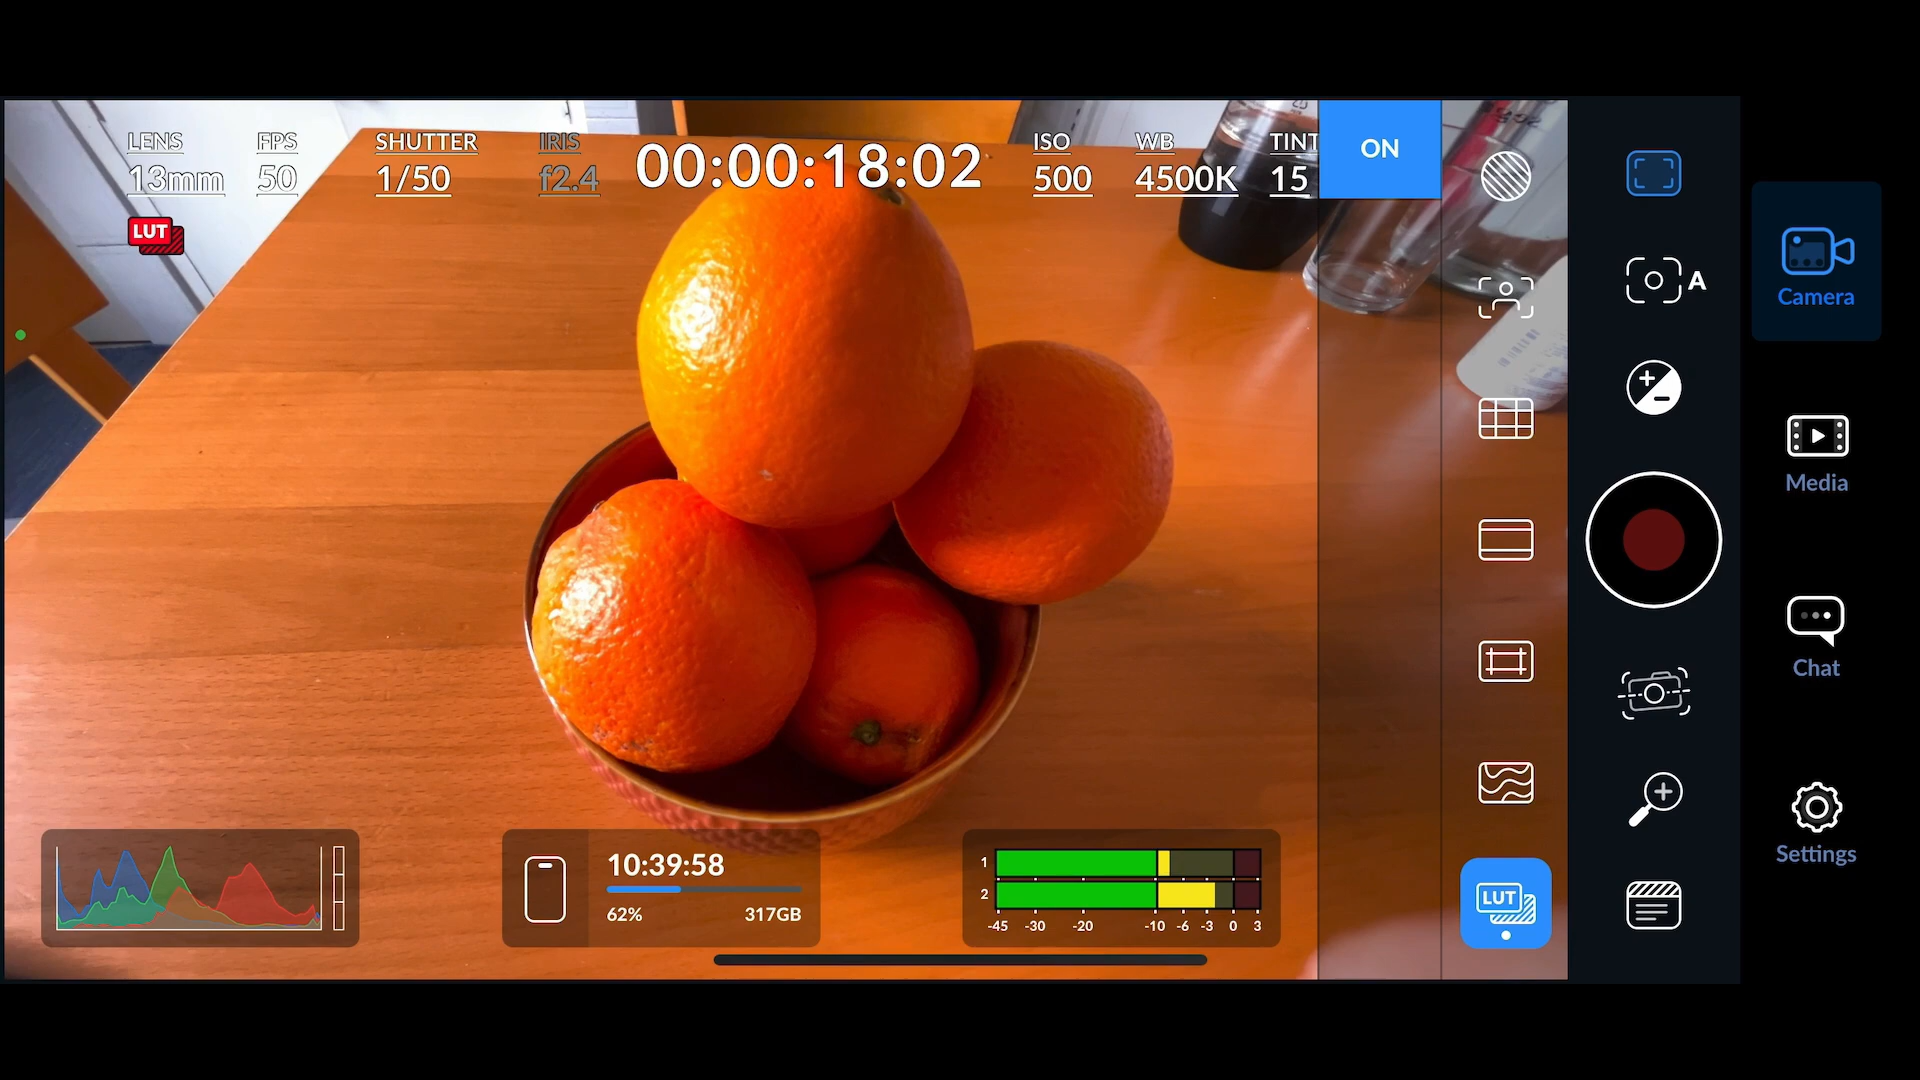 LENS FPS SHUTTER IRIS 00:00:18:02 ISO WB TINT ON
13mm 50 1/50 f2.4 500 4500K 15
LUT
A
Camera
Media
Chat
Settings
10:39:58
62% 317GB
1
2
-45 -30 -20 -10 -6 -3 0 3
LUT